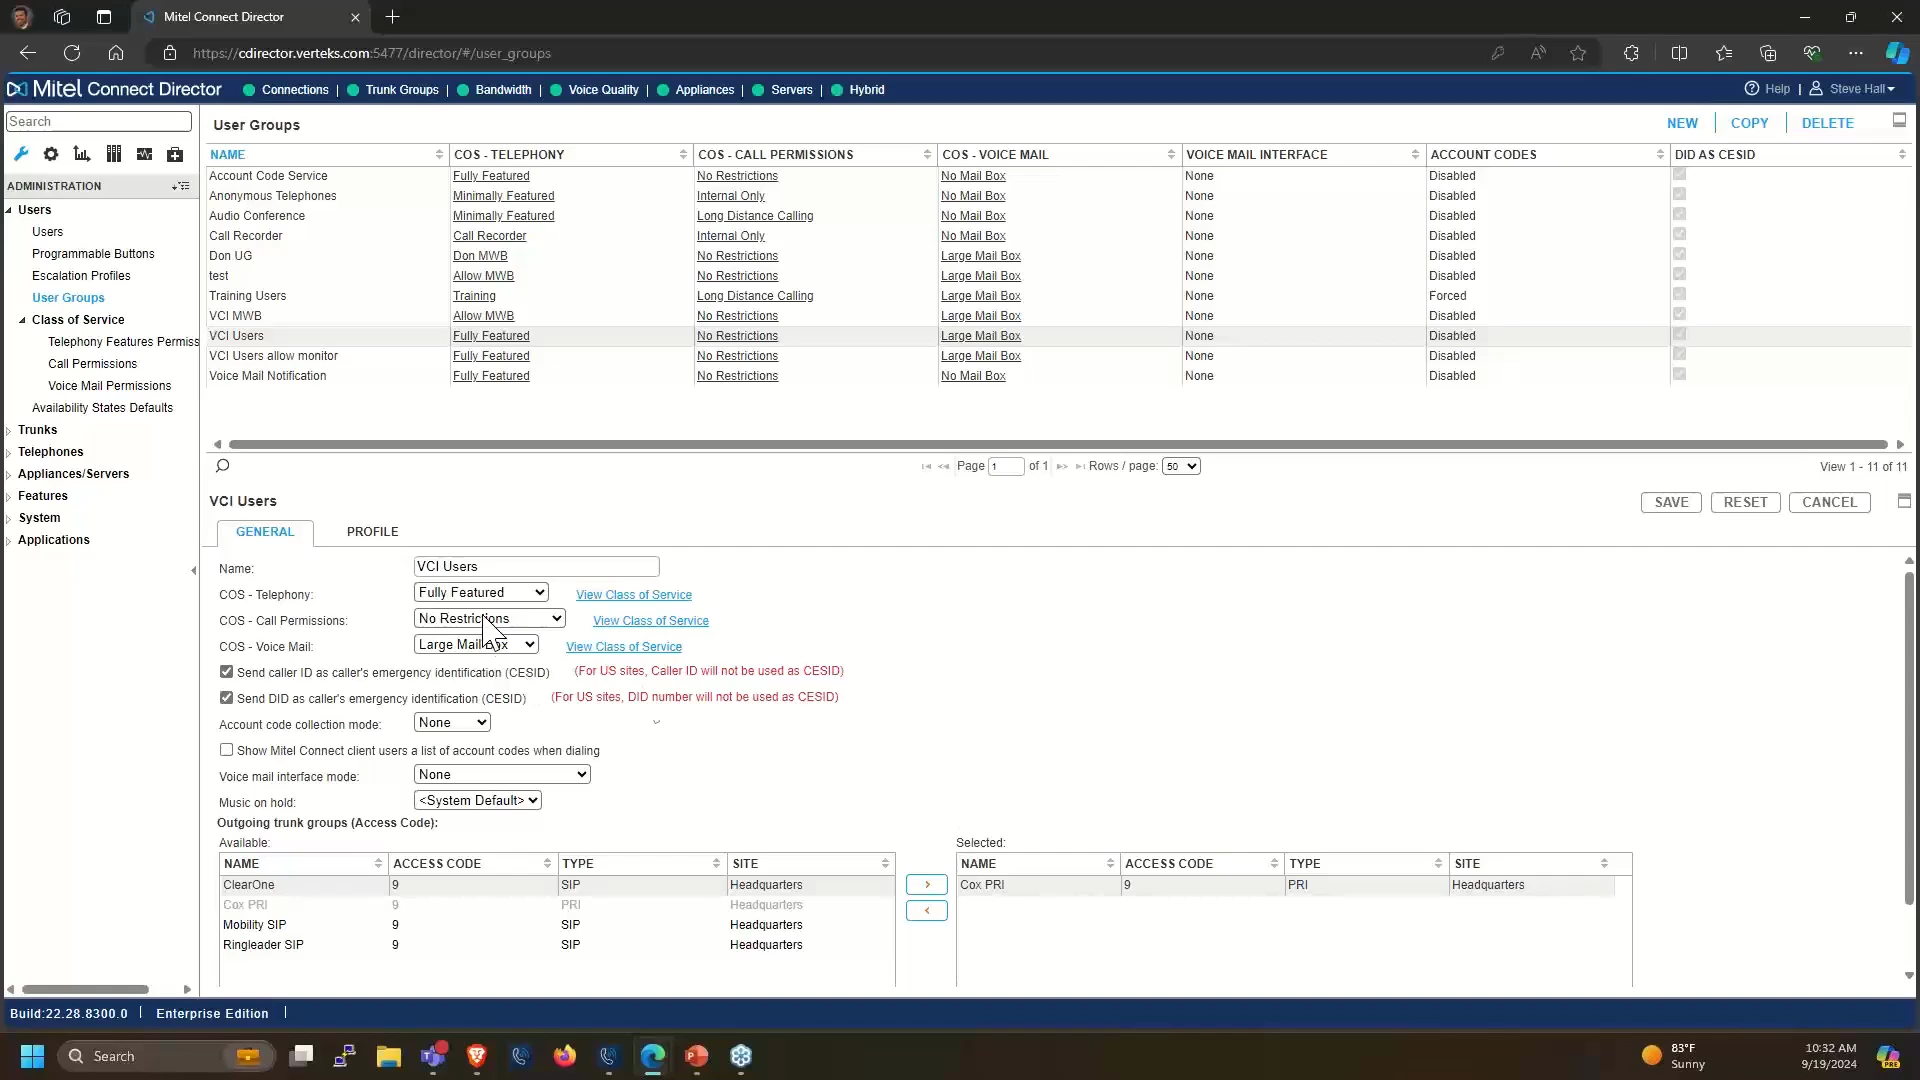 Mitel Connect Director
https://cdirector.verteks.com:5477/director/#/user_groups
Mitel Connect Director
Connections | Trunk Groups | Bandwidth | Voice Quality | Appliances | Servers | Hybrid
Help | Steve Hall
Search
ADMINISTRATION
Users
Users
Programmable Buttons
Escalation Profiles
User Groups
Class of Service
Telephony Features Permiss
Call Permissions
Voice Mail Permissions
Availability States Defaults
Trunks
Telephones
Appliances/Servers
Features
System
Applications
User Groups
NEW | COPY | DELETE
NAME COS - TELEPHONY COS - CALL PERMISSIONS COS - VOICE MAIL VOICE MAIL INTERFACE ACCOUNT CODES DID AS CESID
Account Code Service Fully Featured No Restrictions No Mail Box None Disabled
Anonymous Telephones Minimally Featured Internal Only No Mail Box None Disabled
Audio Conference Minimally Featured Long Distance Calling No Mail Box None Disabled
Call Recorder Call Recorder Internal Only No Mail Box None Disabled
Don UG Don MWB No Restrictions Large Mail Box None Disabled
test Allow MWB No Restrictions Large Mail Box None Disabled
Training Users Training Long Distance Calling Large Mail Box None Forced
VCI MWB Allow MWB No Restrictions Large Mail Box None Disabled
VCI Users Fully Featured No Restrictions Large Mail Box None Disabled
VCI Users allow monitor Fully Featured No Restrictions Large Mail Box None Disabled
Voice Mail Notification Fully Featured No Restrictions No Mail Box None Disabled
Page 1 of 1 Rows / page: 50
View 1 - 11 of 11
VCI Users
SAVE RESET CANCEL
GENERAL PROFILE
Name: VCI Users
COS - Telephony: Fully Featured View Class of Service
COS - Call Permissions: No Restrictions View Class of Service
COS - Voice Mail: Large Mail Box View Class of Service
Send caller ID as caller's emergency identification (CESID) (For US sites, Caller ID will not be used as CESID)
Send DID as caller's emergency identification (CESID) (For US sites, DID number will not be used as CESID)
Account code collection mode: None
Show Mitel Connect client users a list of account codes when dialing
Voice mail interface mode: None
Music on hold: <System Default>
Outgoing trunk groups (Access Code):
Available:
NAME ACCESS CODE TYPE SITE
ClearOne 9 SIP Headquarters
Cox PRI 9 PRI Headquarters
Mobility SIP 9 SIP Headquarters
Ringleader SIP 9 SIP Headquarters
Selected:
NAME ACCESS CODE TYPE SITE
Cox PRI 9 PRI Headquarters
Build:22.28.8300.0 | Enterprise Edition |
Search
83°F
Sunny
10:32 AM
9/19/2024